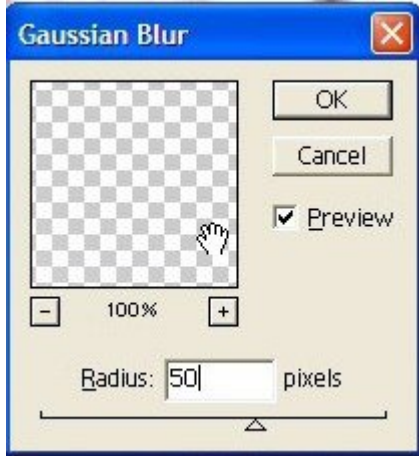 Gaussian Blur
OK
Cancel
Preview
- 100% +
Radius: 50 pixels